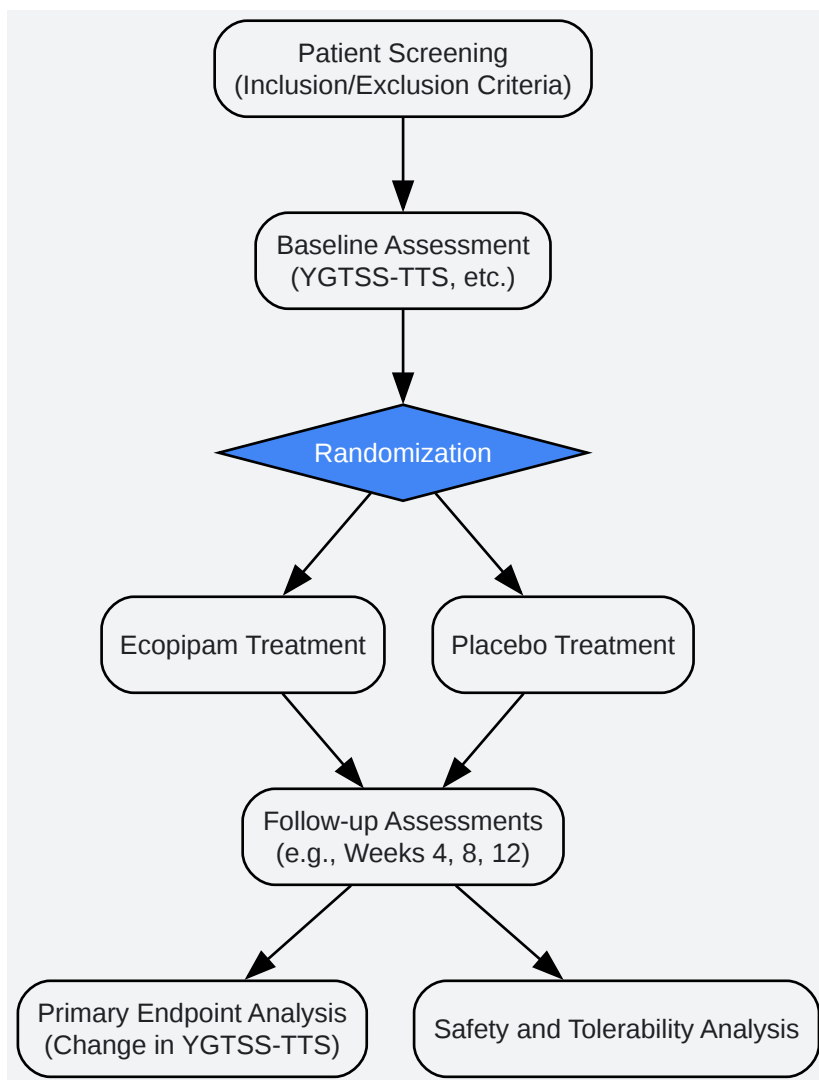 Patient Screening
(Inclusion/Exclusion Criteria)
Baseline Assessment
(YGTSS-TTS, etc.)
Randomization
Ecopipam Treatment
Placebo Treatment
Follow-up Assessments
(e.g., Weeks 4, 8, 12)
Primary Endpoint Analysis
(Change in YGTSS-TTS)
Safety and Tolerability Analysis